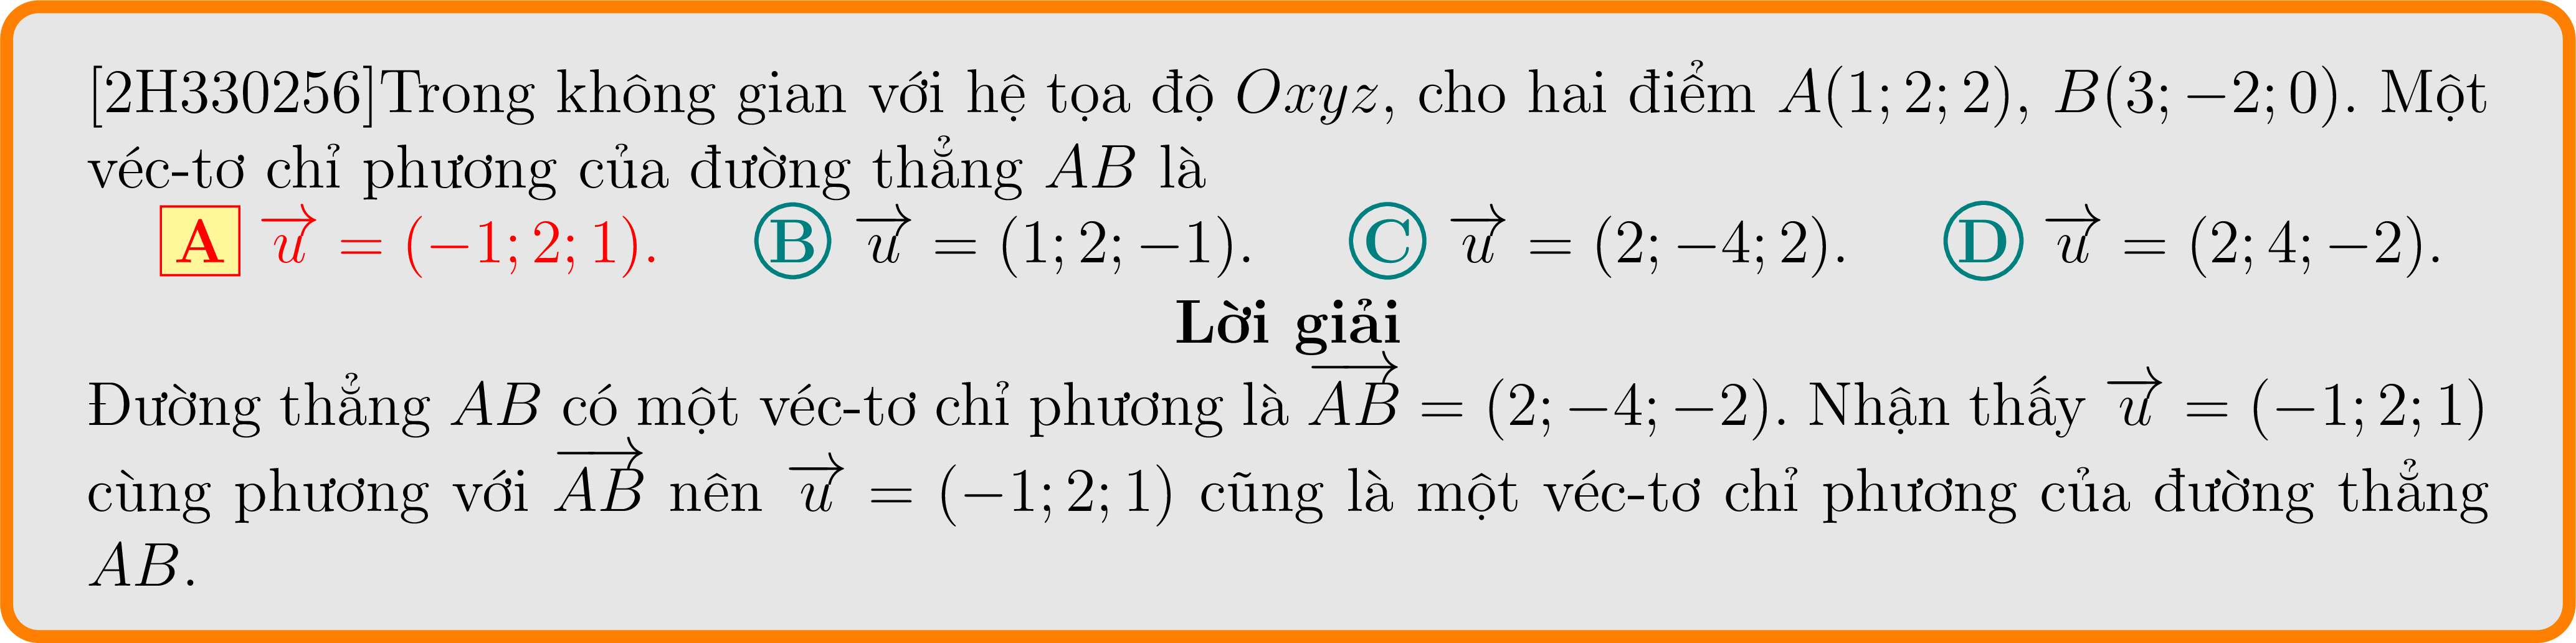 [2H330256]Trong không gian với hệ tọa độ Oxyz, cho hai điểm A(1; 2; 2), B(3; −2; 0). Một
véc-tơ chỉ phương của đường thẳng AB là
A $\overrightarrow{u}$ = (−1; 2; 1). B $\overrightarrow{u}$ = (1; 2; −1). C $\overrightarrow{u}$ = (2; −4; 2). D $\overrightarrow{u}$ = (2; 4; −2).
Lời giải
Đường thẳng AB có một véc-tơ chỉ phương là $\overrightarrow{AB}$ = (2; −4; −2). Nhận thấy $\overrightarrow{u}$ = (−1; 2; 1)
cùng phương với $\overrightarrow{AB}$ nên $\overrightarrow{u}$ = (−1; 2; 1) cũng là một véc-tơ chỉ phương của đường thẳng
AB.